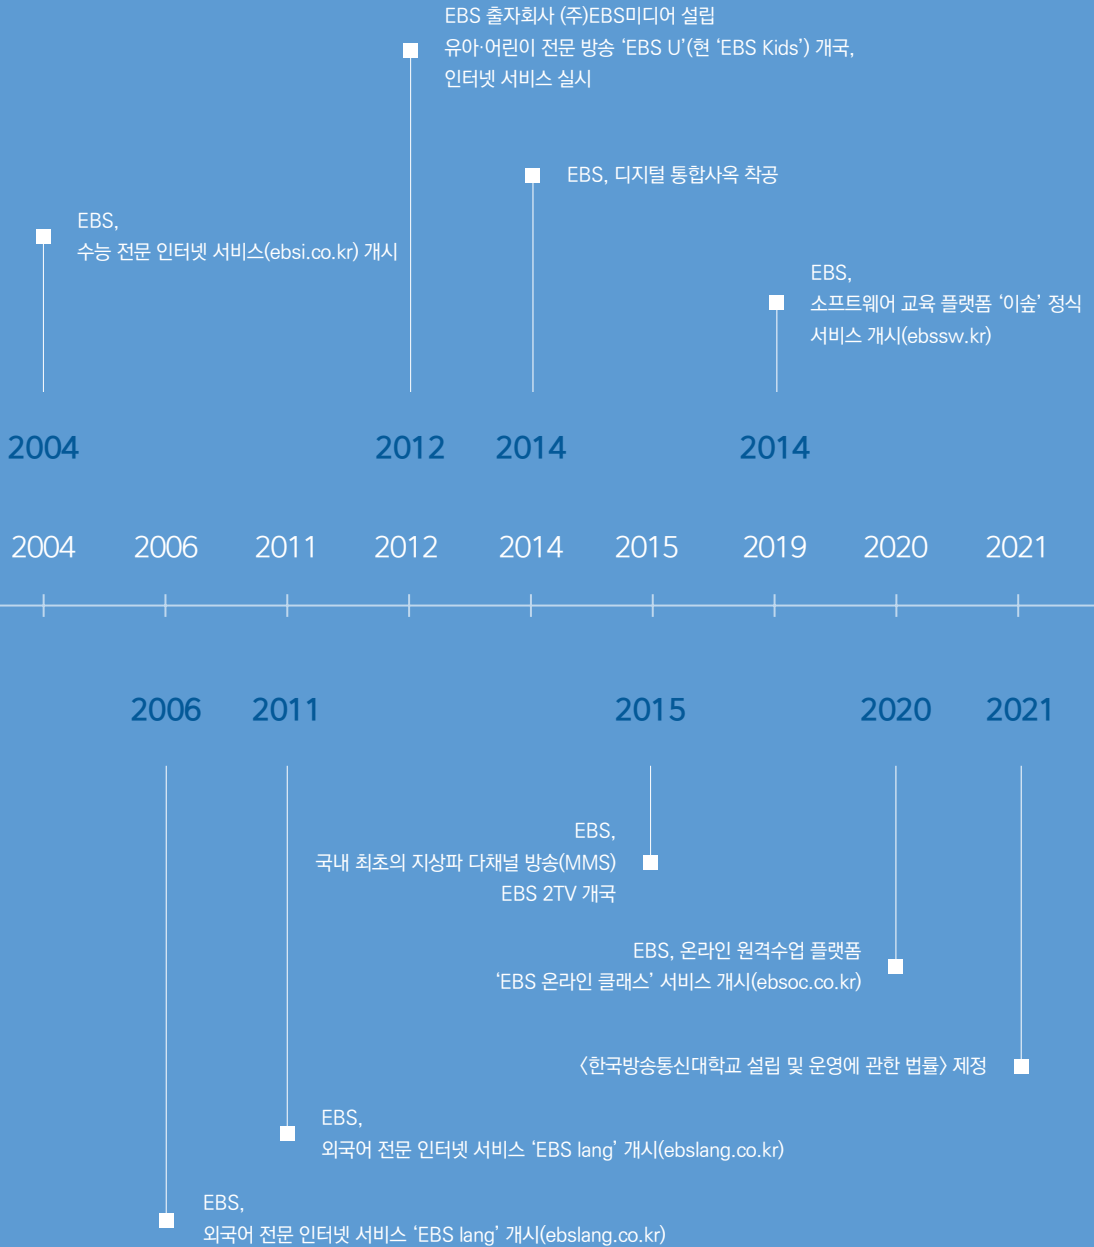 EBS 출자회사 (주)EBS미디어 설립
유아·어린이 전문 방송 ‘EBS U’(현 ‘EBS Kids’) 개국,
인터넷 서비스 실시
EBS, 디지털 통합사옥 착공
EBS,
수능 전문 인터넷 서비스(ebsi.co.kr) 개시
EBS,
소프트웨어 교육 플랫폼 ‘이솦’ 정식
서비스 개시(ebssw.kr)
2004 2012 2014 2014
2004 2006 2011 2012 2014 2015 2019 2020 2021
2006 2011 2015 2020 2021
EBS,
국내 최초의 지상파 다채널 방송(MMS)
EBS 2TV 개국
EBS, 온라인 원격수업 플랫폼
‘EBS 온라인 클래스’ 서비스 개시(ebsoc.co.kr)
〈한국방송통신대학교 설립 및 운영에 관한 법률〉 제정
EBS,
외국어 전문 인터넷 서비스 ‘EBS lang’ 개시(ebslang.co.kr)
EBS,
외국어 전문 인터넷 서비스 ‘EBS lang’ 개시(ebslang.co.kr)